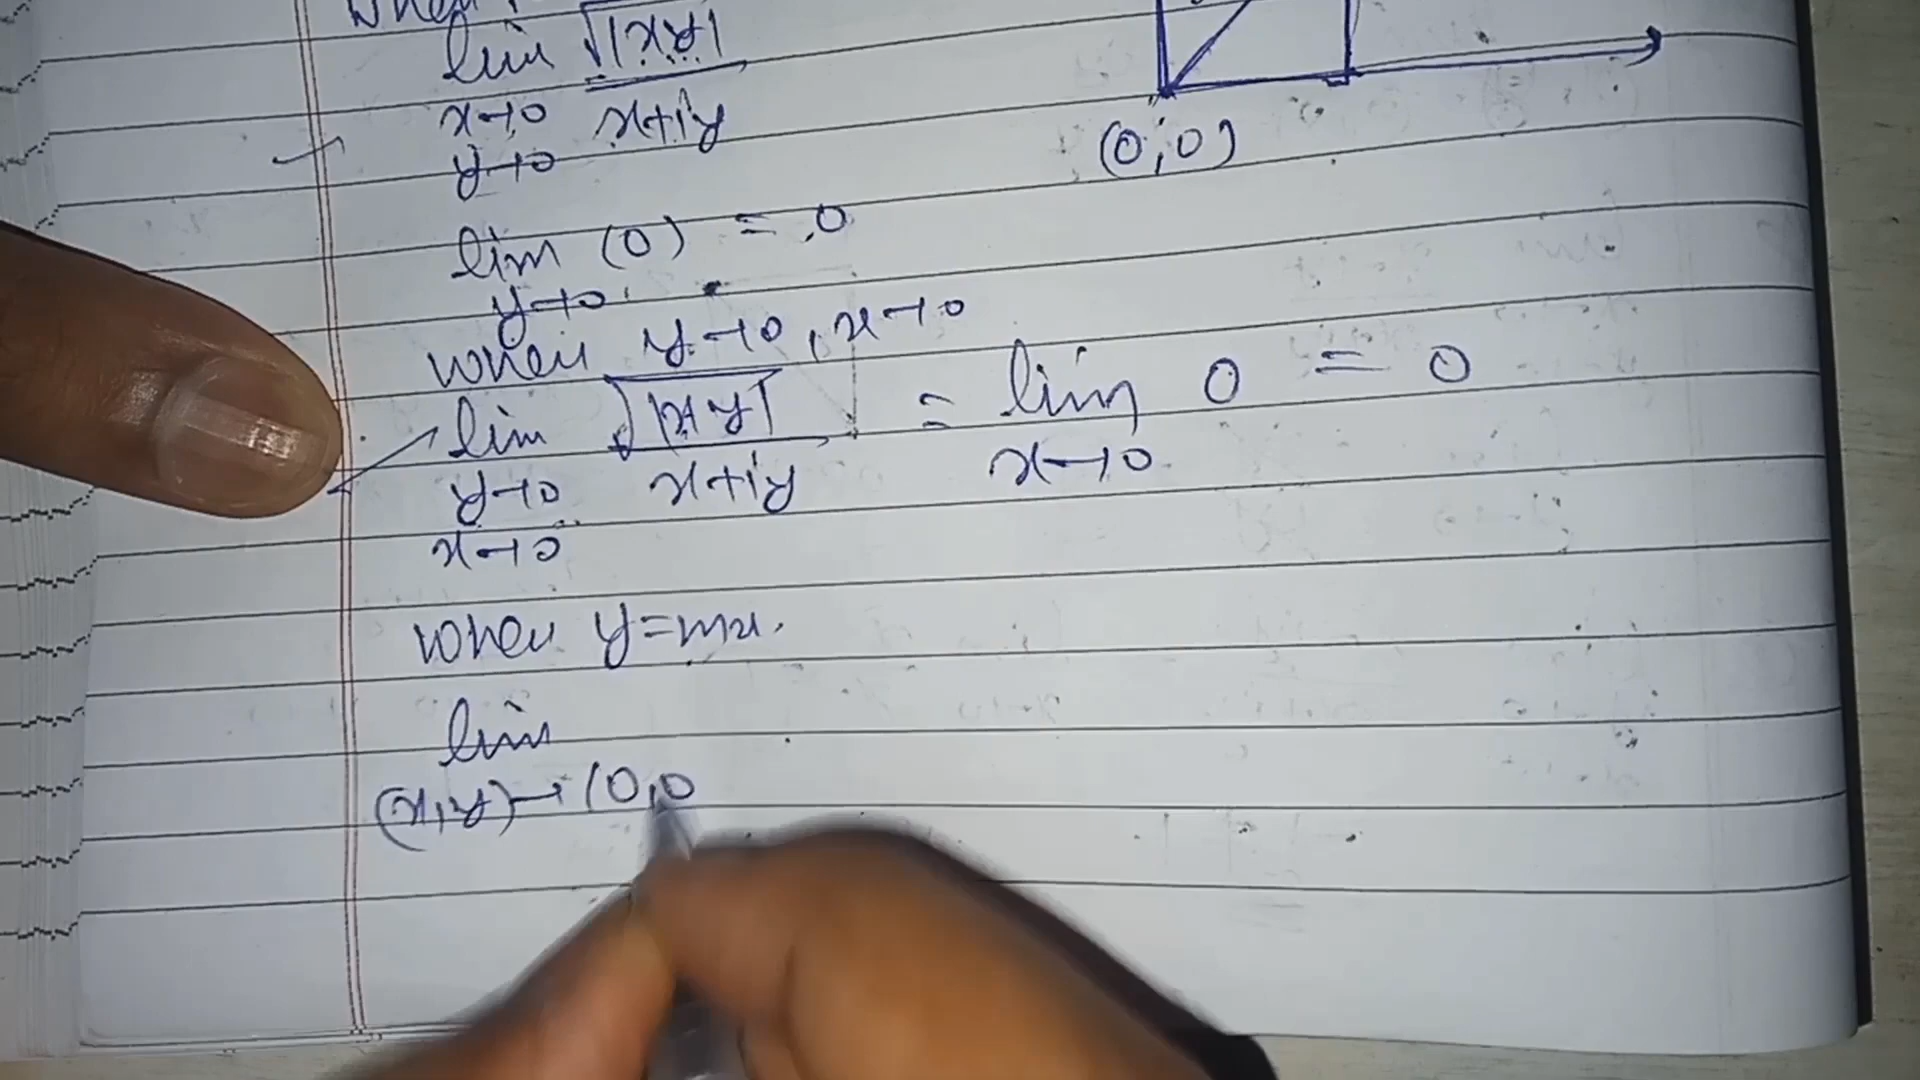 when
lim √|xy|
x→0 x+iy
y→0
(0,0)
lim (0) = 0
y→0
when y→0, x→0
lim √|xy| = lim 0 = 0
y→0 x+iy x→0
x→0
when y=mx.
lim
(x,y)→(0,0